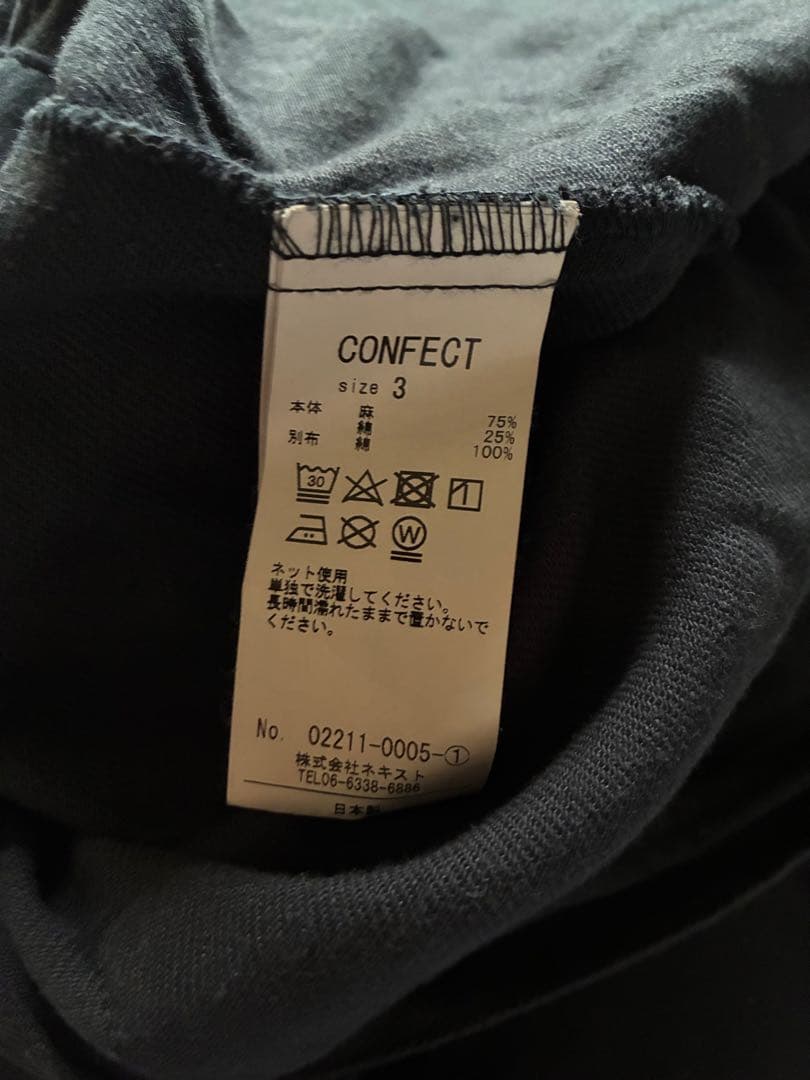 CONFECT
size 3
本体 麻 75%
綿 25%
別布 綿 100%
30
W
ネット使用
単独で洗濯してください。
長時間濡れたままで置かないで
ください。
No. 02211-0005-①
株式会社ネキスト
TEL06-6338-6886
日本製